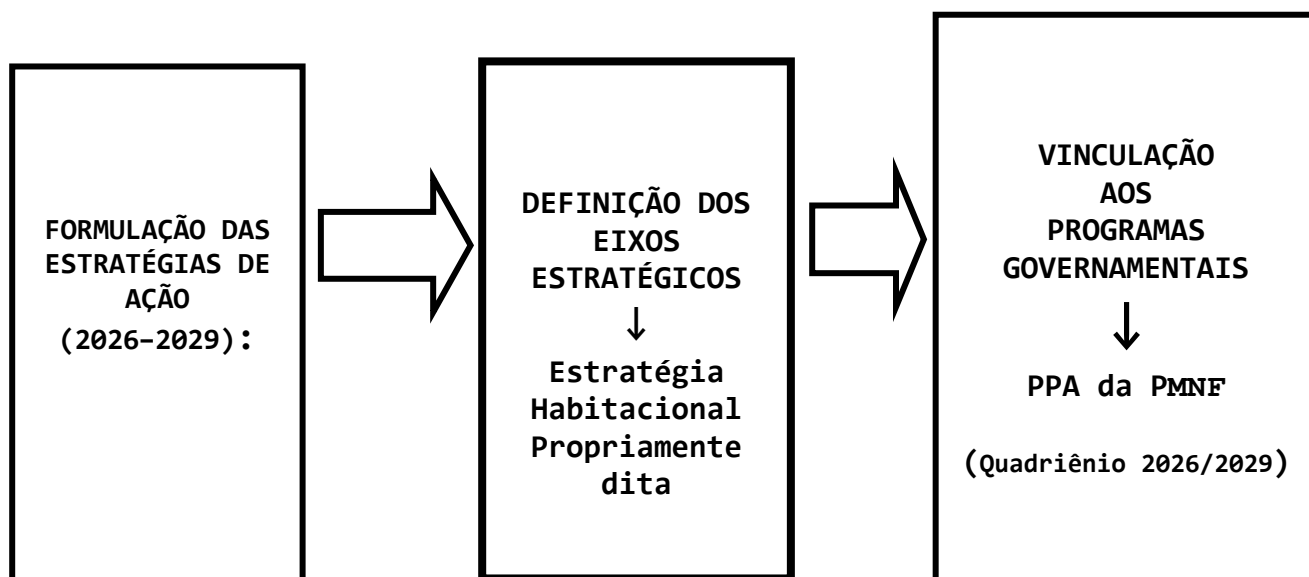 FORMULAÇÃO DAS
ESTRATÉGIAS DE
AÇÃO
(2026–2029):
DEFINIÇÃO DOS
EIXOS
ESTRATÉGICOS
↓
Estratégia
Habitacional
Propriamente
dita
VINCULAÇÃO
AOS
PROGRAMAS
GOVERNAMENTAIS
↓
PPA da PMNF
(Quadriênio 2026/2029)